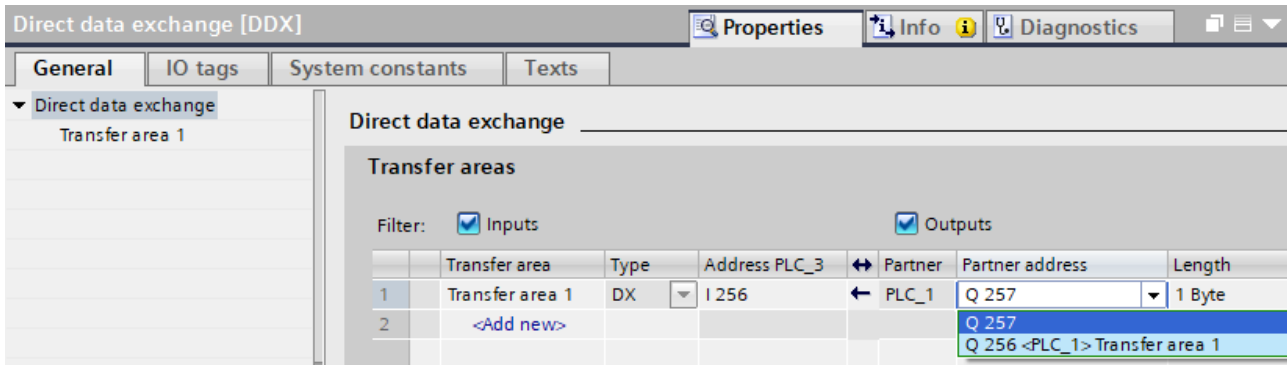 Direct data exchange [DDX] Properties Info Diagnostics
General IO tags System constants Texts
Direct data exchange
Transfer area 1
Direct data exchange
Transfer areas
Filter: Inputs Outputs
Transfer area Type Address PLC_3 Partner Partner address Length
1 Transfer area 1 DX I 256 PLC_1 Q 257 1 Byte
2 <Add new> Q 257
Q 256 <PLC_1> Transfer area 1